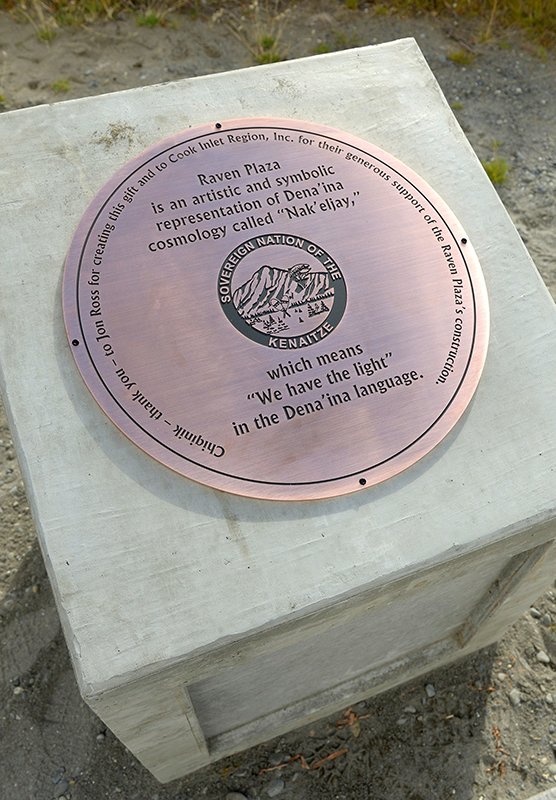 Chiqinik – thank you – to Jon Ross for creating this gift and to Cook Inlet Region, Inc. for their generous support of the Raven Plaza's construction.
Raven Plaza
is an artistic and symbolic
representation of Dena'ina
cosmology called "Nak'eljay,"
SOVEREIGN NATION OF THE
KENAITZE
which means
"We have the light"
in the Dena'ina language.